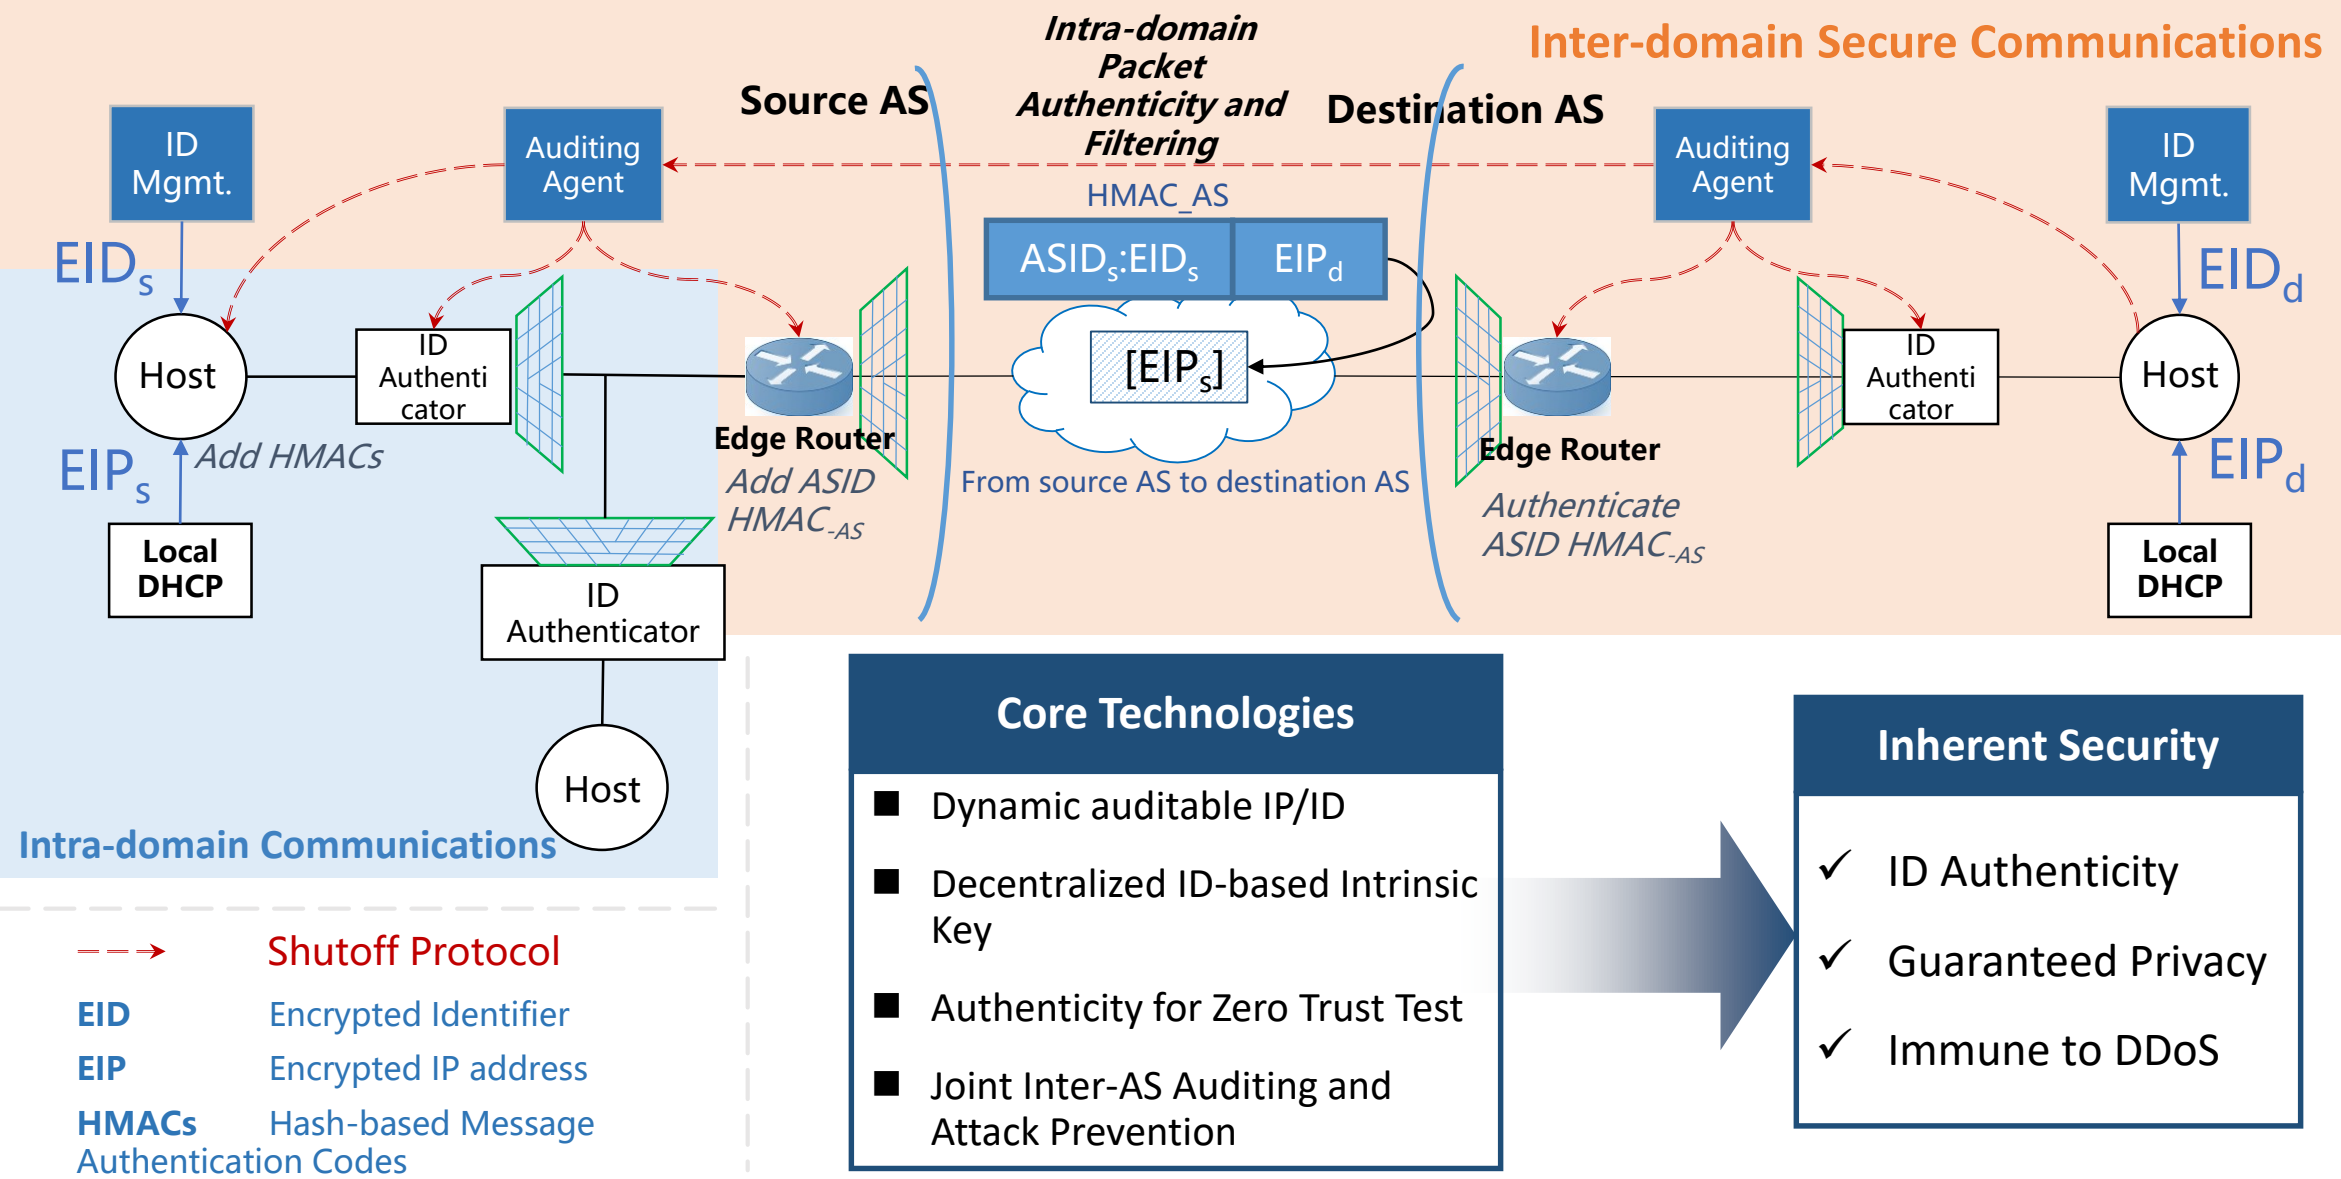 Inter-domain Secure Communications
Intra-domain
Packet
Authenticity and
Filtering
Source AS
Destination AS
ID
Mgmt.
Auditing
Agent
HMAC_AS
Auditing
Agent
ID
Mgmt.
EIDs
ASIDs:EIDs
EIPd
EIDd
Host
ID
Authenti
cator
[EIPs]
ID
Authenti
cator
Host
EIPs
Add HMACs
Edge Router
Add ASID
HMAC-AS
From source AS to destination AS
Edge Router
Authenticate
ASID HMAC-AS
EIPd
Local
DHCP
Local
DHCP
ID
Authenticator
Host
Intra-domain Communications
Shutoff Protocol
EID Encrypted Identifier
EIP Encrypted IP address
HMACs Hash-based Message
Authentication Codes
Core Technologies
■ Dynamic auditable IP/ID
■ Decentralized ID-based Intrinsic
Key
■ Authenticity for Zero Trust Test
■ Joint Inter-AS Auditing and
Attack Prevention
Inherent Security
✓ ID Authenticity
✓ Guaranteed Privacy
✓ Immune to DDoS